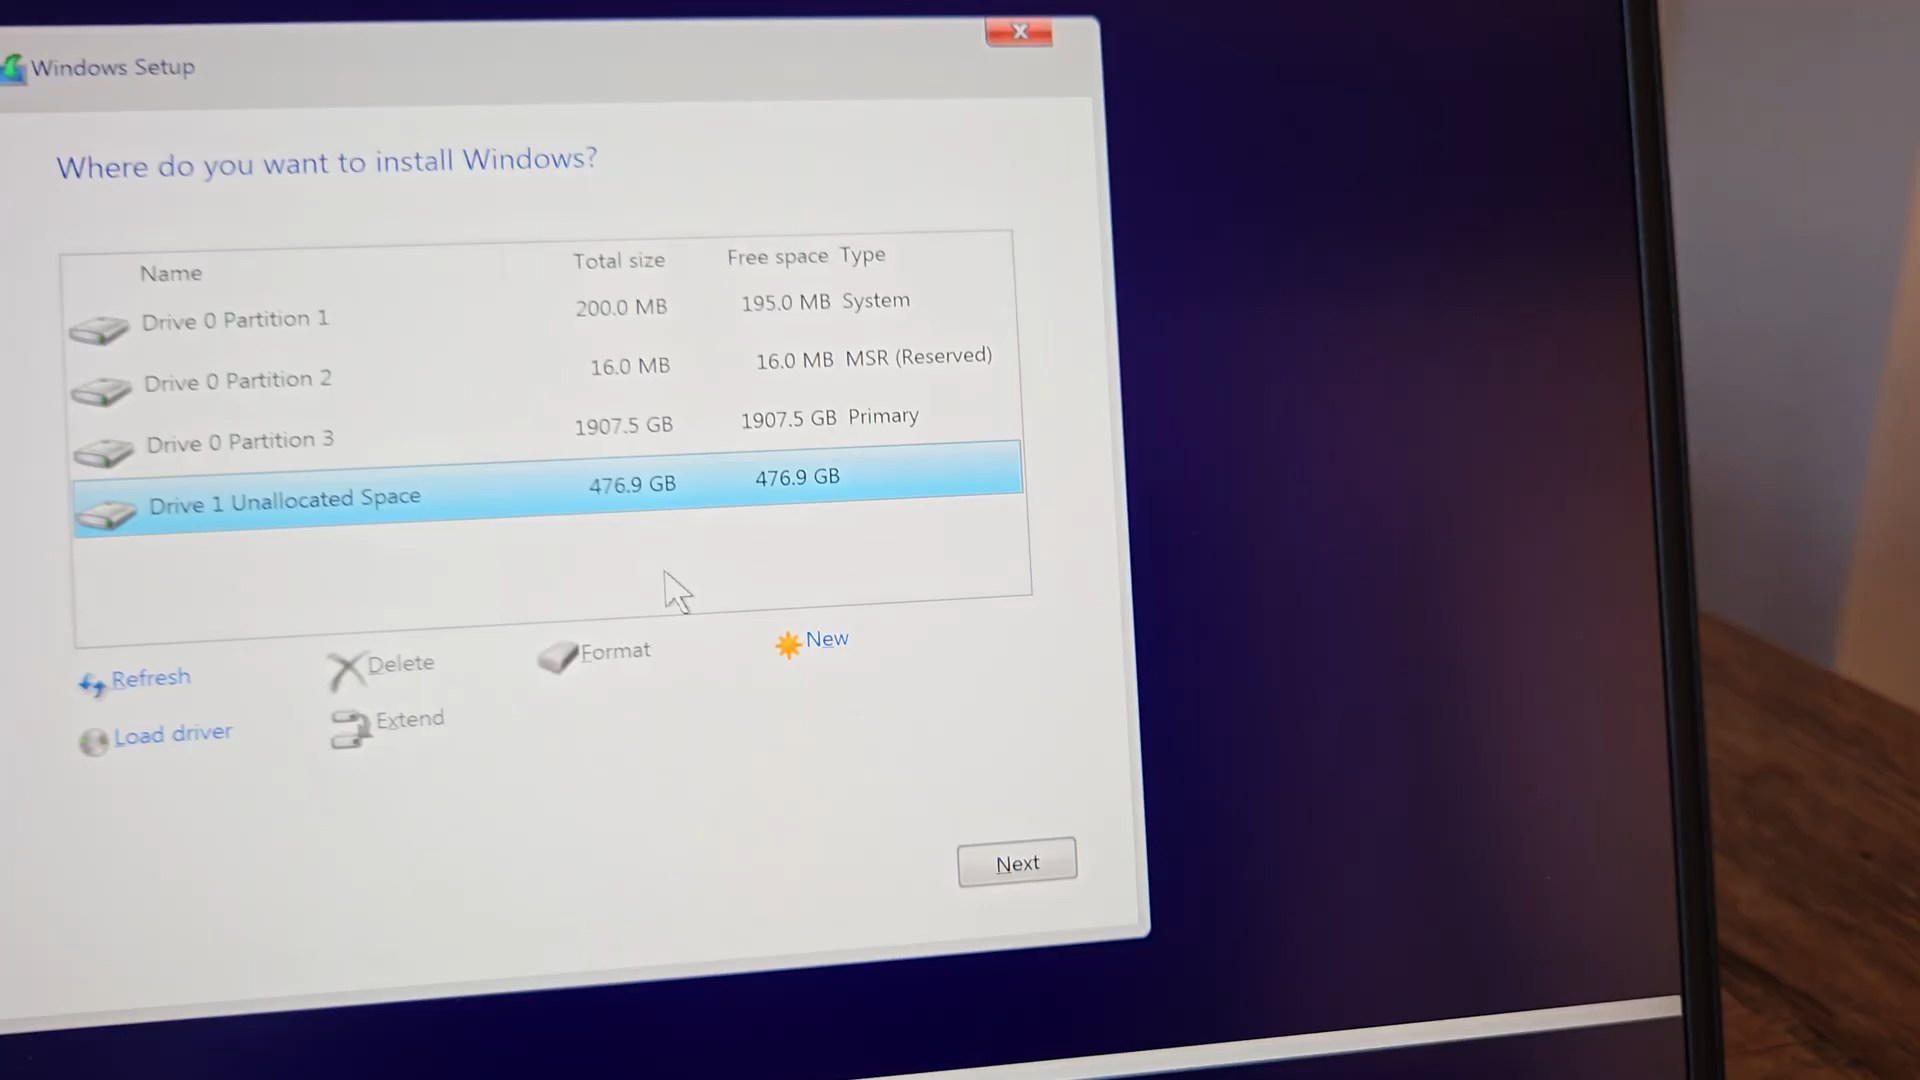 Windows Setup
Where do you want to install Windows?
Name Total size Free space Type
Drive 0 Partition 1 200.0 MB 195.0 MB System
Drive 0 Partition 2 16.0 MB 16.0 MB MSR (Reserved)
Drive 0 Partition 3 1907.5 GB 1907.5 GB Primary
Drive 1 Unallocated Space 476.9 GB 476.9 GB
Refresh Delete Format New
Load driver Extend
Next